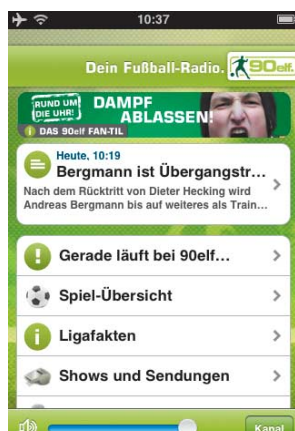 10:37
Dein Fußball-Radio.
90elf.
RUND UM
DIE UHR!
DAMPF
ABLASSEN!
DAS 90elf FAN-TIL
Heute, 10:19
Bergmann ist Übergangstr...
Nach dem Rücktritt von Dieter Hecking wird
Andreas Bergmann bis auf weiteres als Train...
Gerade läuft bei 90elf...
Spiel-Übersicht
Ligafakten
Shows und Sendungen
Kanal